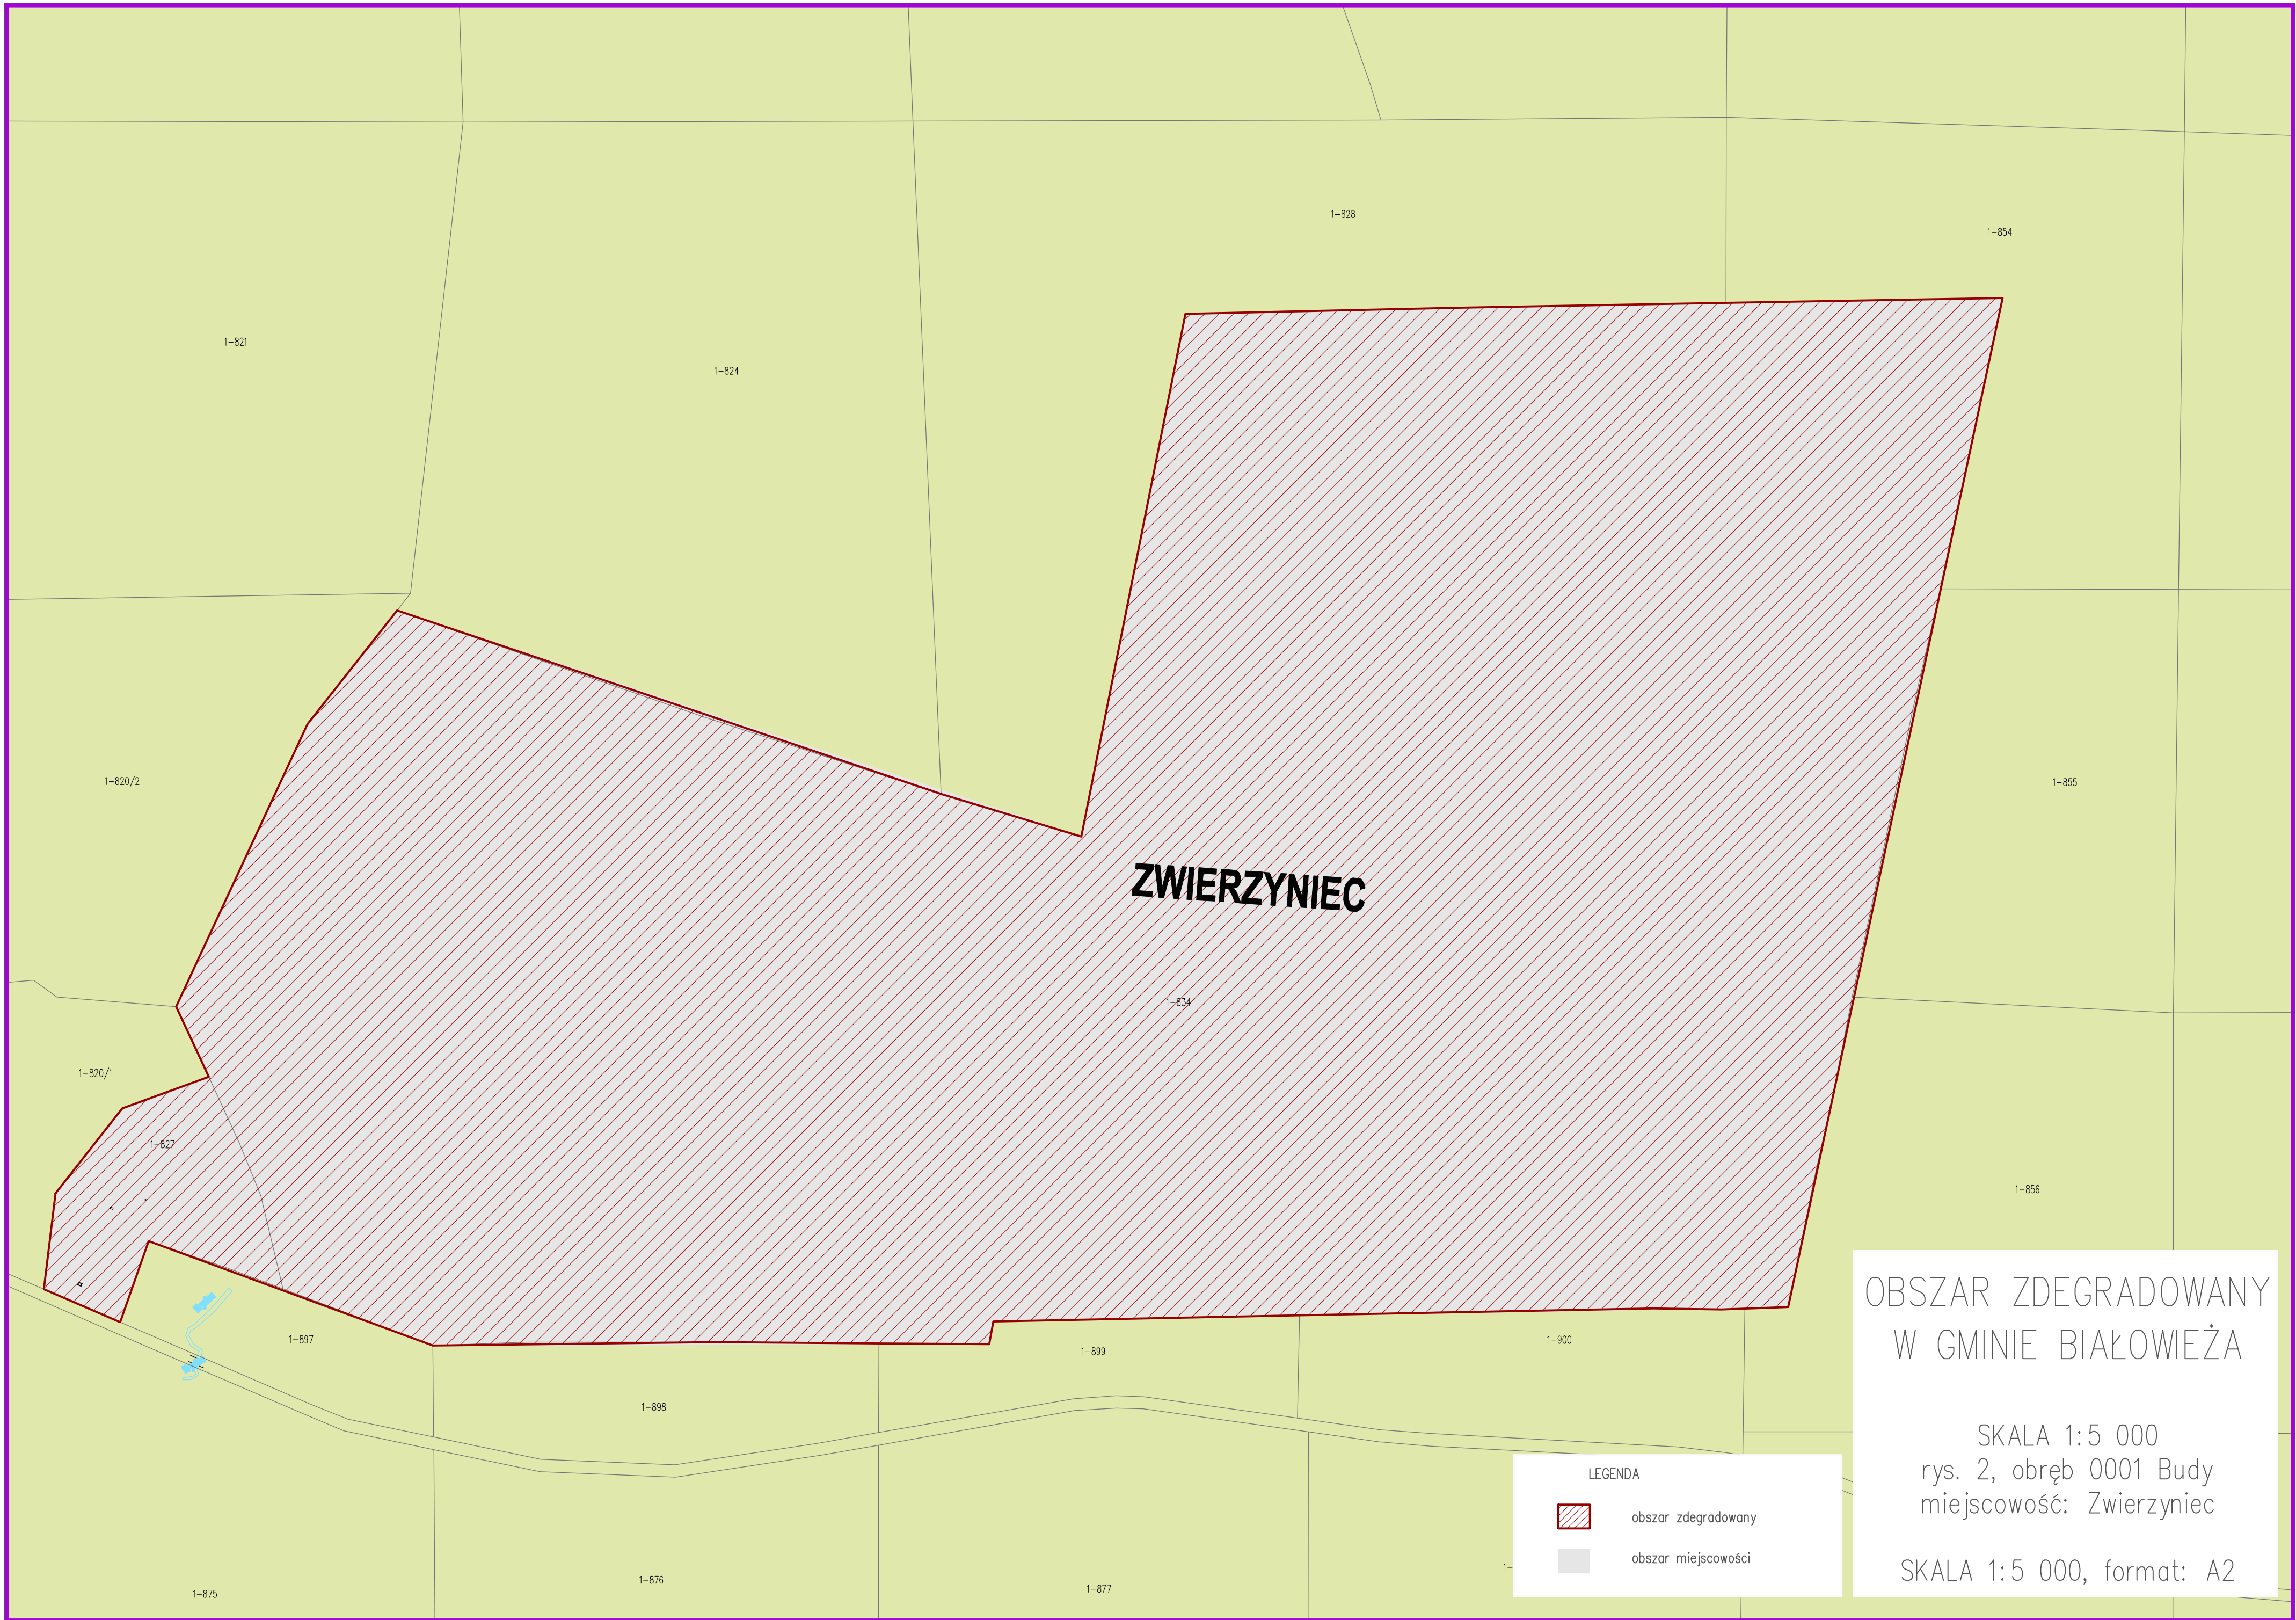 1-828
1-854
1-821
1-824
1-820/2
1-855
ZWIERZYNIEC
1-834
1-820/1
1-827
1-856
1-897
1-899
1-900
1-898
1-875
1-876
1-877
1-
LEGENDA
obszar zdegradowany
obszar miejscowości
OBSZAR ZDEGRADOWANY
W GMINIE BIAŁOWIEŻA
SKALA 1:5 000
rys. 2, obręb 0001 Budy
miejscowość: Zwierzyniec
SKALA 1:5 000, format: A2